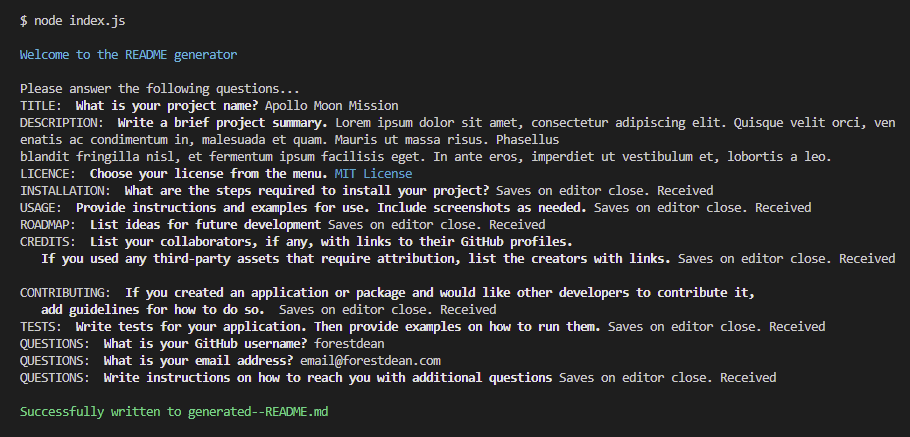 $ node index.js
Welcome to the README generator
Please answer the following questions...
TITLE:  What is your project name? Apollo Moon Mission
DESCRIPTION:  Write a brief project summary. Lorem ipsum dolor sit amet, consectetur adipiscing elit. Quisque velit orci, ven
enatis ac condimentum in, malesuada et quam. Mauris ut massa risus. Phasellus
blandit fringilla nisl, et fermentum ipsum facilisis eget. In ante eros, imperdiet ut vestibulum et, lobortis a leo.
LICENCE:  Choose your license from the menu. MIT License
INSTALLATION:  What are the steps required to install your project? Saves on editor close. Received
USAGE:  Provide instructions and examples for use. Include screenshots as needed. Saves on editor close. Received
ROADMAP:  List ideas for future development Saves on editor close. Received
CREDITS:  List your collaborators, if any, with links to their GitHub profiles.
If you used any third-party assets that require attribution, list the creators with links. Saves on editor close. Received
CONTRIBUTING:  If you created an application or package and would like other developers to contribute it,
add guidelines for how to do so.  Saves on editor close. Received
TESTS:  Write tests for your application. Then provide examples on how to run them. Saves on editor close. Received
QUESTIONS:  What is your GitHub username? forestdean
QUESTIONS:  What is your email address? email@forestdean.com
QUESTIONS:  Write instructions on how to reach you with additional questions Saves on editor close. Received
Successfully written to generated--README.md